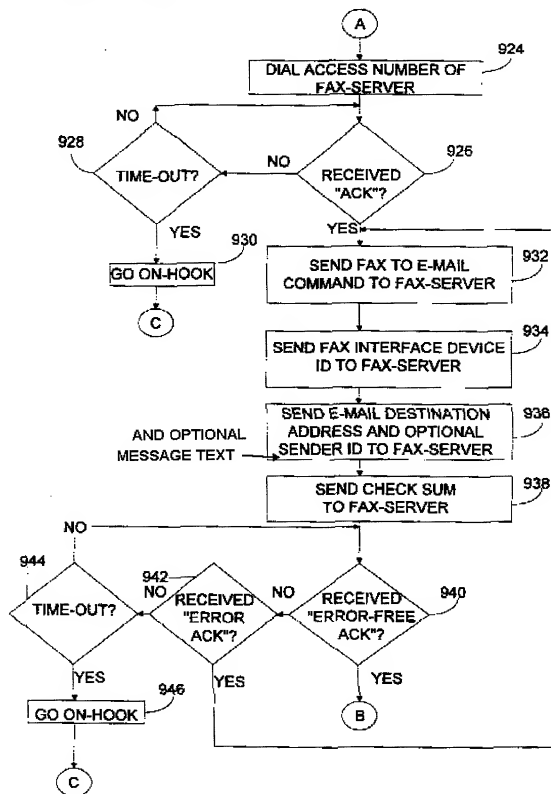 A
924
DIAL ACCESS NUMBER OF
FAX-SERVER
NO
928
926
TIME-OUT?
NO
RECEIVED
"ACK"?
YES
930
YES
GO ON-HOOK
932
SEND FAX TO E-MAIL
COMMAND TO FAX-SERVER
C
934
SEND FAX INTERFACE DEVICE
ID TO FAX-SERVER
936
SEND E-MAIL DESTINATION
ADDRESS AND OPTIONAL
SENDER ID TO FAX-SERVER
AND OPTIONAL
MESSAGE TEXT
938
SEND CHECK SUM
TO FAX-SERVER
NO
944
942
940
TIME-OUT?
NO
RECEIVED
"ERROR
ACK"?
NO
RECEIVED
"ERROR-FREE
ACK"?
YES
YES
YES
946
GO ON-HOOK
B
C